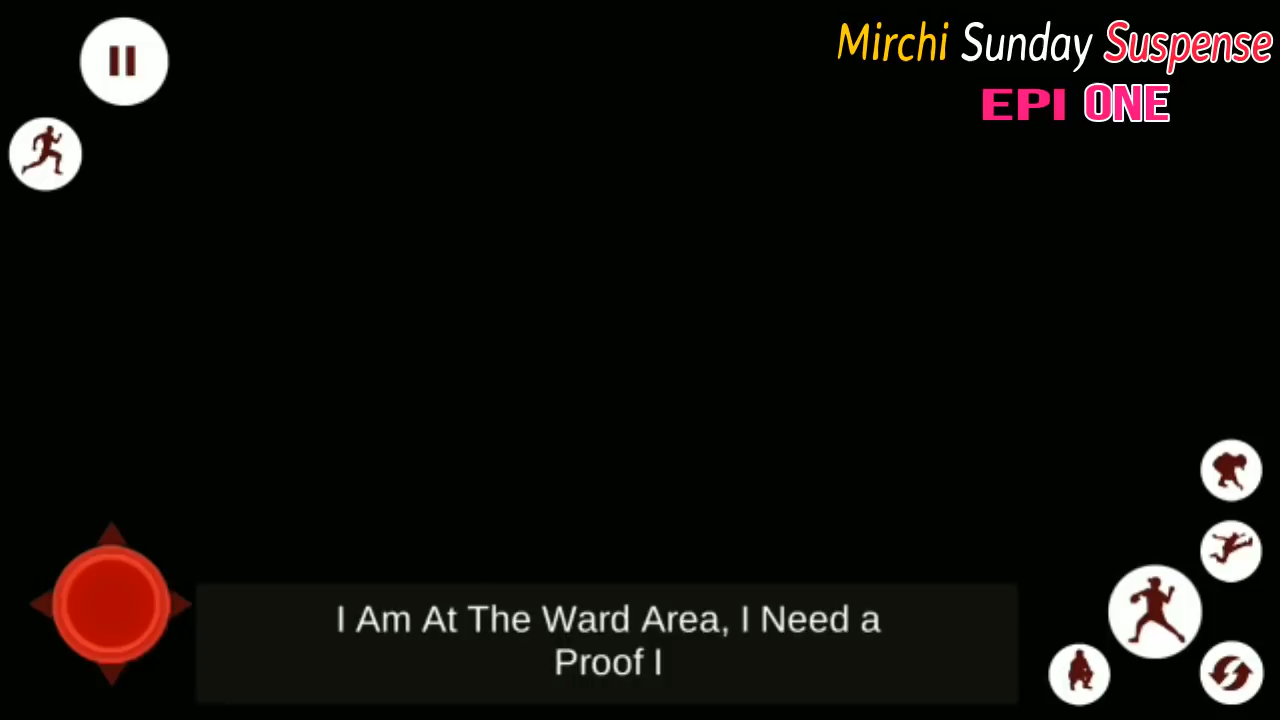 Mirchi Sunday Suspense
EPI ONE
I Am At The Ward Area, I Need a
Proof I